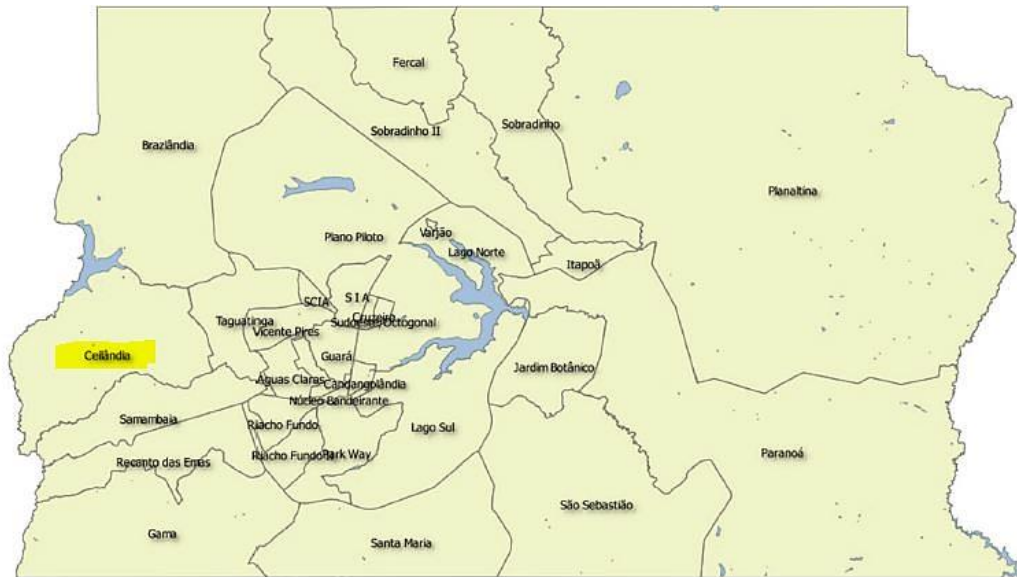 Fercal
Sobradinho II
Sobradinho
Brazlândia
Planaltina
Plano Piloto
Varjão
Lago Norte
Itapoã
SCIA
S I A
Cruzeiro
Sudoeste/Octogonal
Taguatinga
Vicente Pires
Guará
Ceilândia
Jardim Botânico
Águas Claras
Candangolândia
Núcleo Bandeirante
Samambaia
Riacho Fundo
Lago Sul
Recanto das Emas
Riacho Fundo II
Park Way
Paranoá
São Sebastião
Gama
Santa Maria